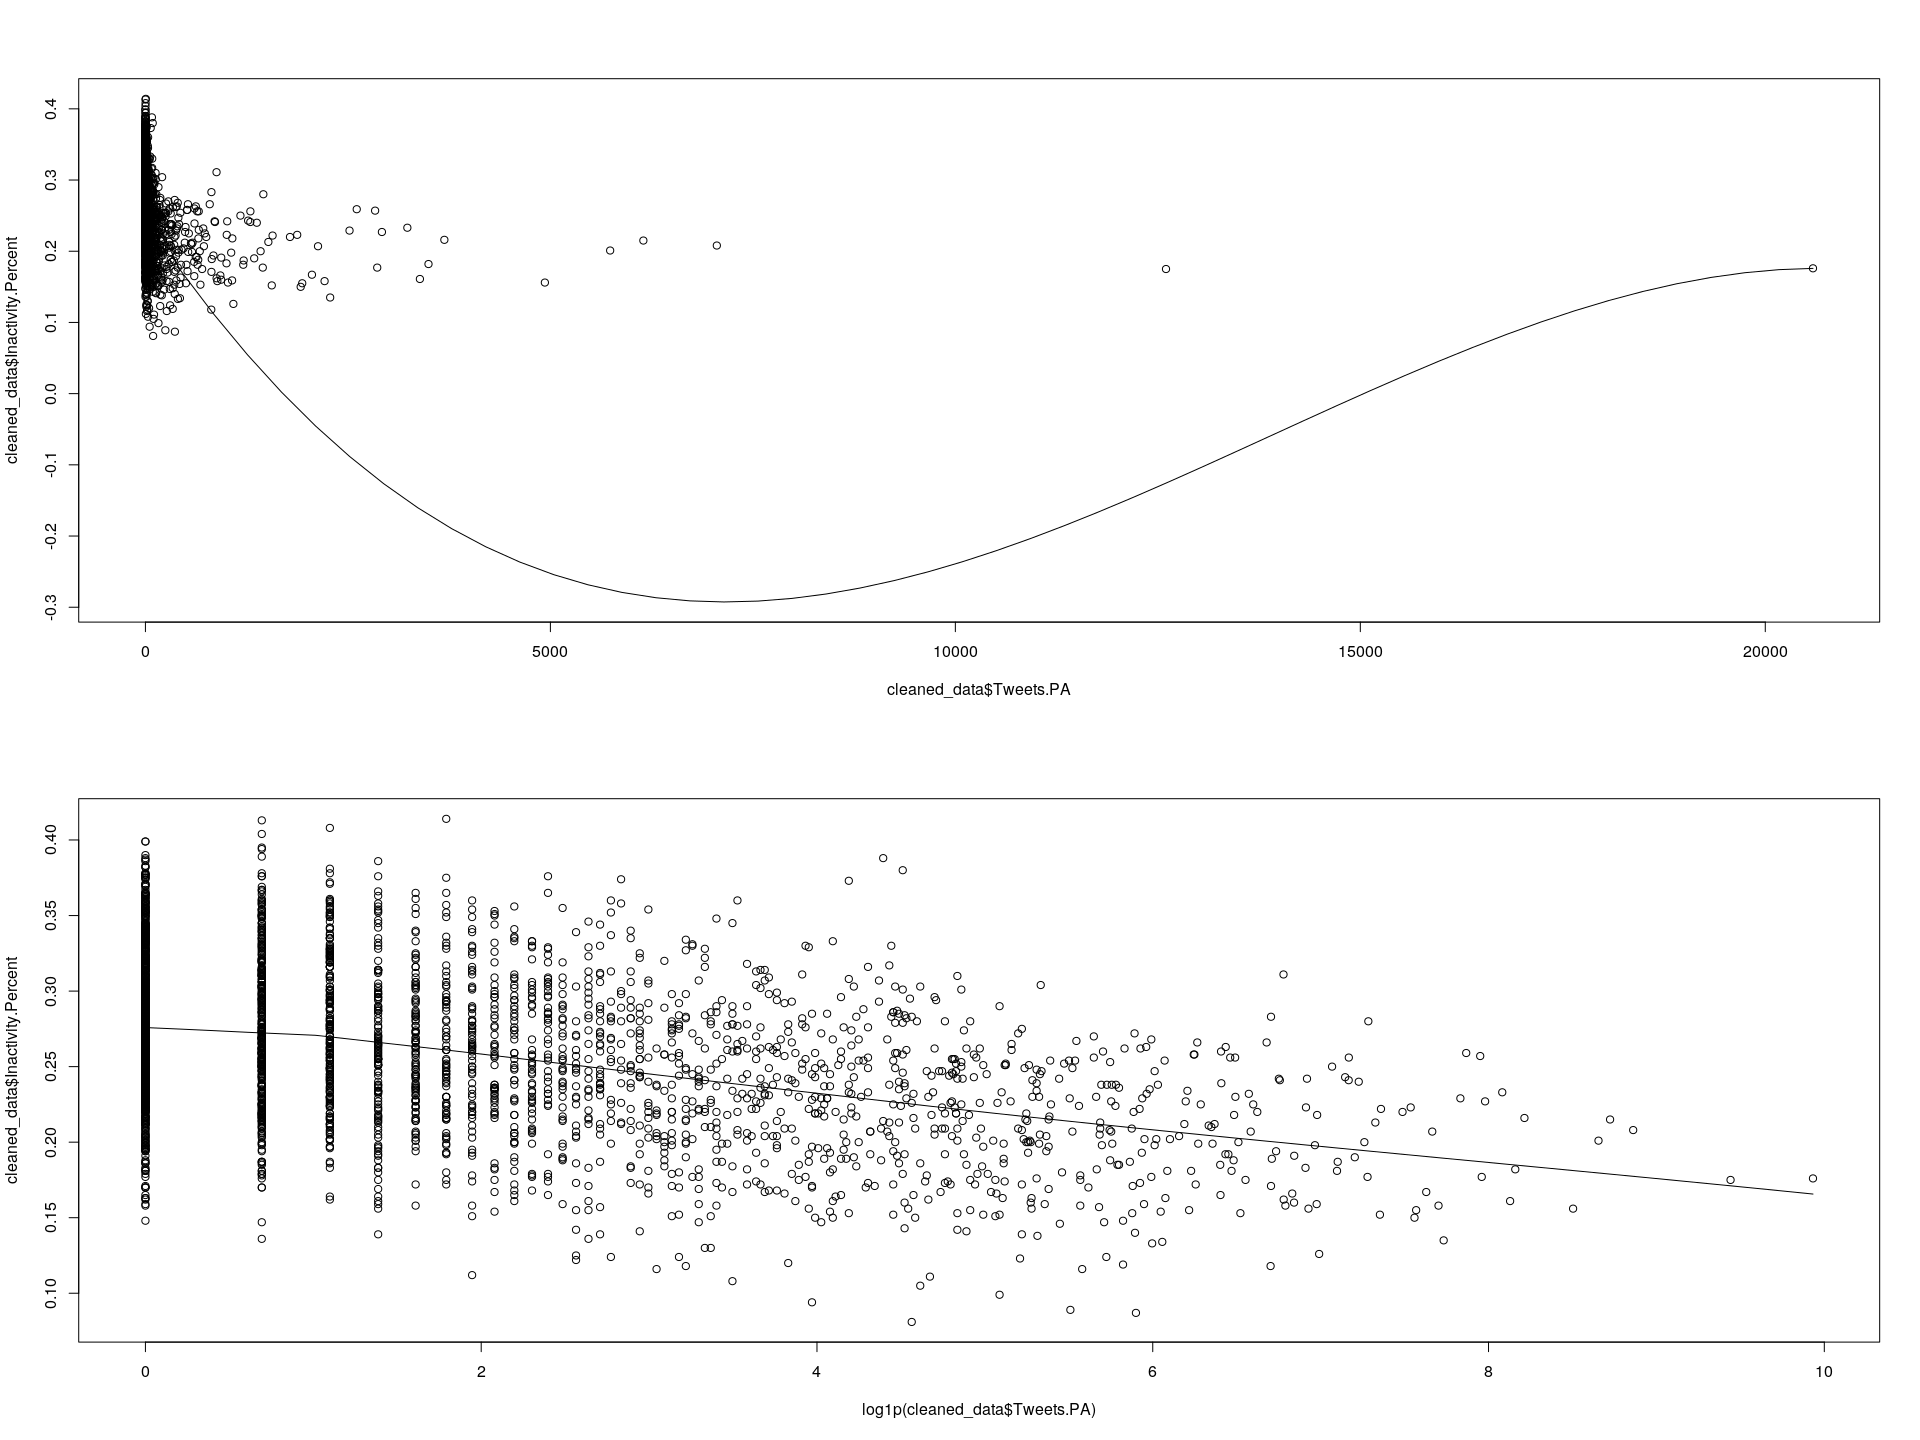 cleaned_data$Inactivity.Percent
0.4
0.3
0.2
0.1
0.0
-0.1
-0.2
-0.3
0 5000 10000 15000 20000
cleaned_data$Tweets.PA
cleaned_data$Inactivity.Percent
0.40
0.35
0.30
0.25
0.20
0.15
0.10
0 2 4 6 8 10
log1p(cleaned_data$Tweets.PA)